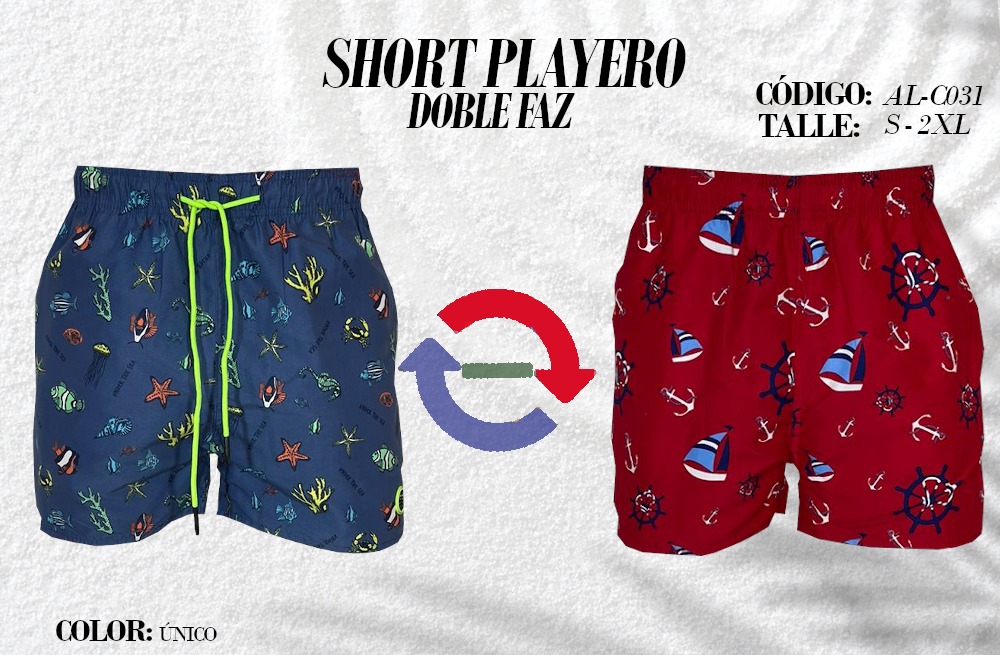 SHORT PLAYERO
DOBLE FAZ
CÓDIGO: AL-C031
TALLE: S - 2XL
COLOR: ÚNICO